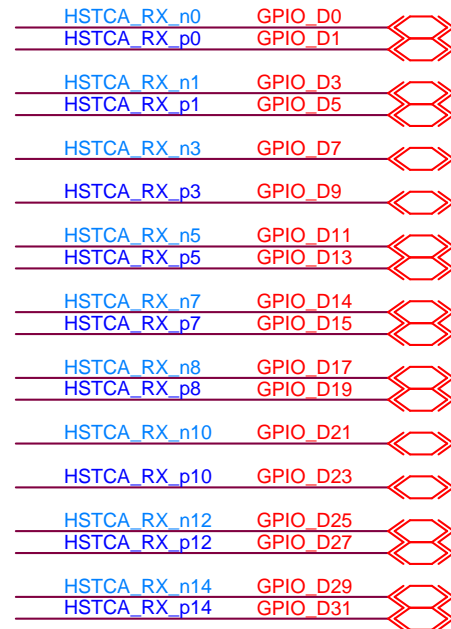 HSTCA_RX_n0 GPIO_D0
HSTCA_RX_p0 GPIO_D1
HSTCA_RX_n1 GPIO_D3
HSTCA_RX_p1 GPIO_D5
HSTCA_RX_n3 GPIO_D7
HSTCA_RX_p3 GPIO_D9
HSTCA_RX_n5 GPIO_D11
HSTCA_RX_p5 GPIO_D13
HSTCA_RX_n7 GPIO_D14
HSTCA_RX_p7 GPIO_D15
HSTCA_RX_n8 GPIO_D17
HSTCA_RX_p8 GPIO_D19
HSTCA_RX_n10 GPIO_D21
HSTCA_RX_p10 GPIO_D23
HSTCA_RX_n12 GPIO_D25
HSTCA_RX_p12 GPIO_D27
HSTCA_RX_n14 GPIO_D29
HSTCA_RX_p14 GPIO_D31